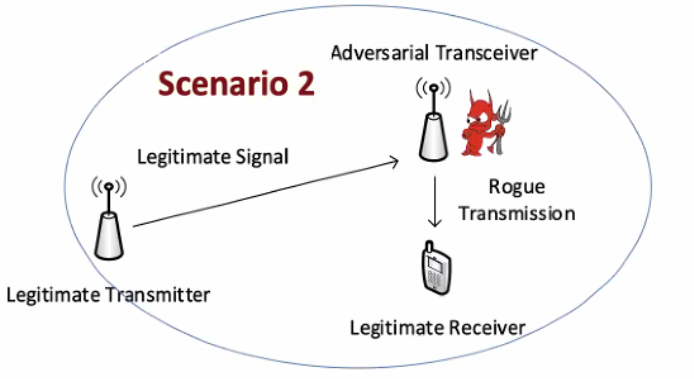 Adversarial Transceiver
Scenario 2
Legitimate Signal
Rogue
Transmission
Legitimate Transmitter
Legitimate Receiver